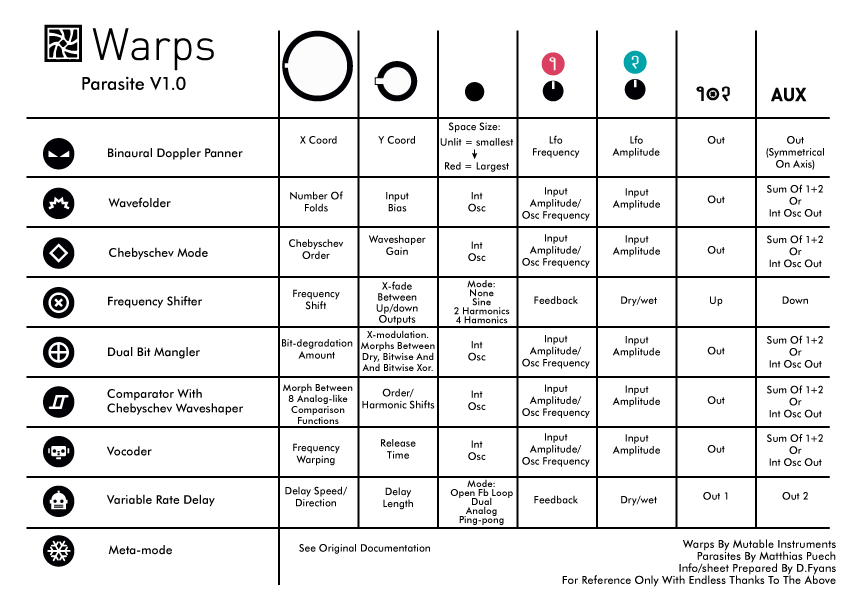 Warps
Parasite V1.0
१
२
१०२
AUX
Binaural Doppler Panner
X Coord
Y Coord
Space Size:
Unlit = smallest
Red = Largest
Lfo
Frequency
Lfo
Amplitude
Out
Out
(Symmetrical
On Axis)
Wavefolder
Number Of
Folds
Input
Bias
Int
Osc
Input
Amplitude/
Osc Frequency
Input
Amplitude
Out
Sum Of 1+2
Or
Int Osc Out
Chebyschev Mode
Chebyschev
Order
Waveshaper
Gain
Int
Osc
Input
Amplitude/
Osc Frequency
Input
Amplitude
Out
Sum Of 1+2
Or
Int Osc Out
Frequency Shifter
Frequency
Shift
X-fade
Between
Up/down
Outputs
Mode:
None
Sine
2 Harmonics
4 Hamonics
Feedback
Dry/wet
Up
Down
Dual Bit Mangler
Bit-degradation
Amount
X-modulation.
Morphs Between
Dry, Bitwise And
And Bitwise Xor.
Int
Osc
Input
Amplitude/
Osc Frequency
Input
Amplitude
Out
Sum Of 1+2
Or
Int Osc Out
Comparator With
Chebyschev Waveshaper
Morph Between
8 Analog-like
Comparison
Functions
Order/
Harmonic Shifts
Int
Osc
Input
Amplitude/
Osc Frequency
Input
Amplitude
Out
Sum Of 1+2
Or
Int Osc Out
Vocoder
Frequency
Warping
Release
Time
Int
Osc
Input
Amplitude/
Osc Frequency
Input
Amplitude
Out
Sum Of 1+2
Or
Int Osc Out
Variable Rate Delay
Delay Speed/
Direction
Delay
Length
Mode:
Open Fb Loop
Dual
Analog
Ping-pong
Feedback
Dry/wet
Out 1
Out 2
Meta-mode
See Original Documentation
Warps By Mutable Instruments
Parasites By Matthias Puech
Info/sheet Prepared By D.Fyans
For Reference Only With Endless Thanks To The Above